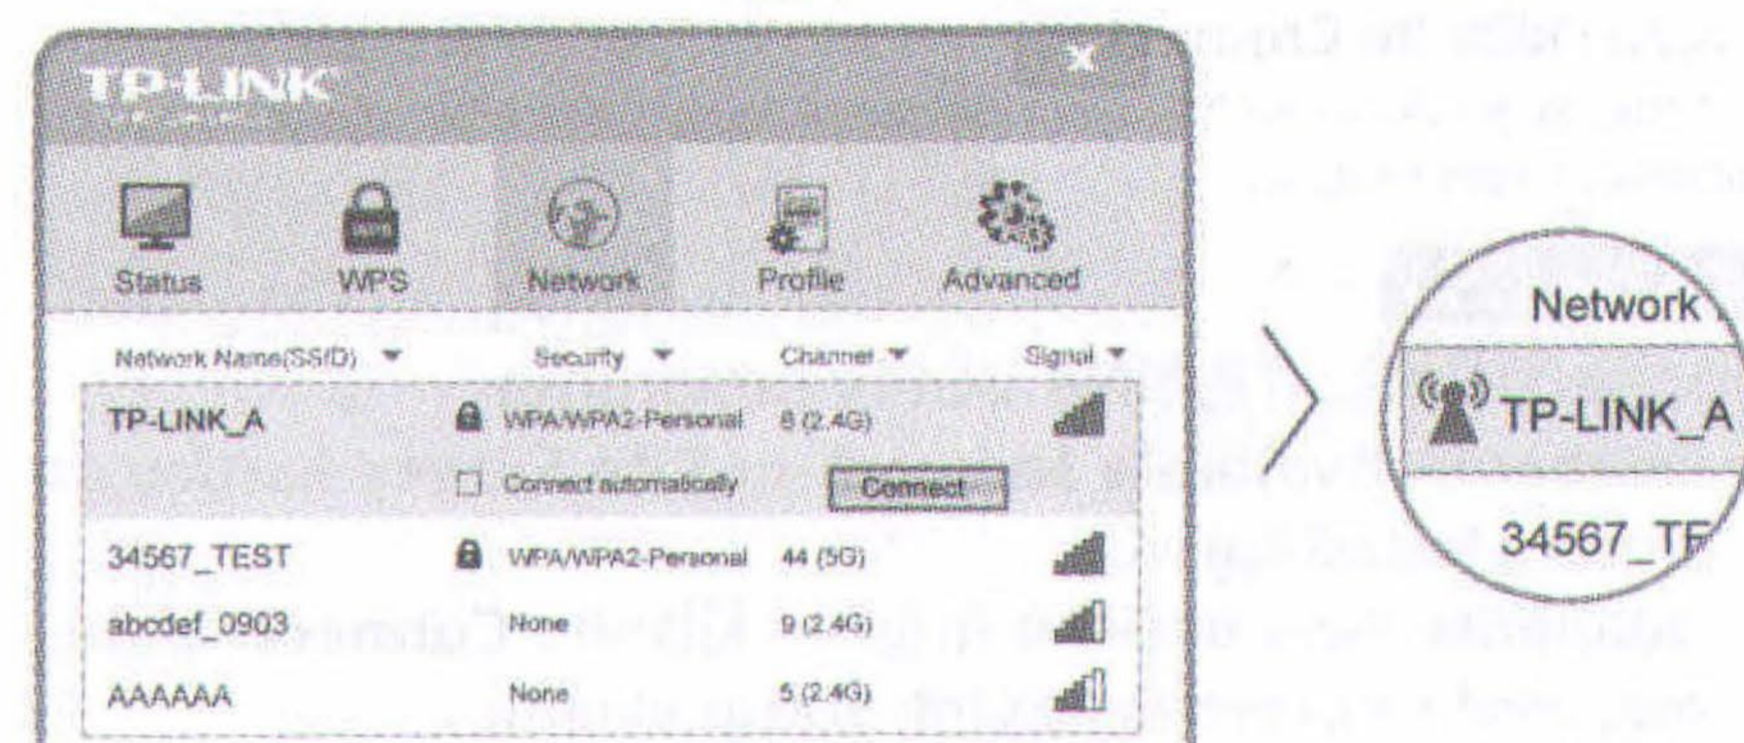 TP-LINK
X
Status WPS Network Profile Advanced
Network Name(SSID) Security Channel Signal
TP-LINK_A WPA/WPA2-Personal 6 (2.4G)
Connect automatically Connect
34567_TEST WPA/WPA2-Personal 44 (5G)
abcdef_0903 None 9 (2.4G)
AAAAAA None 5 (2.4G)
Network
TP-LINK_A
34567_TE